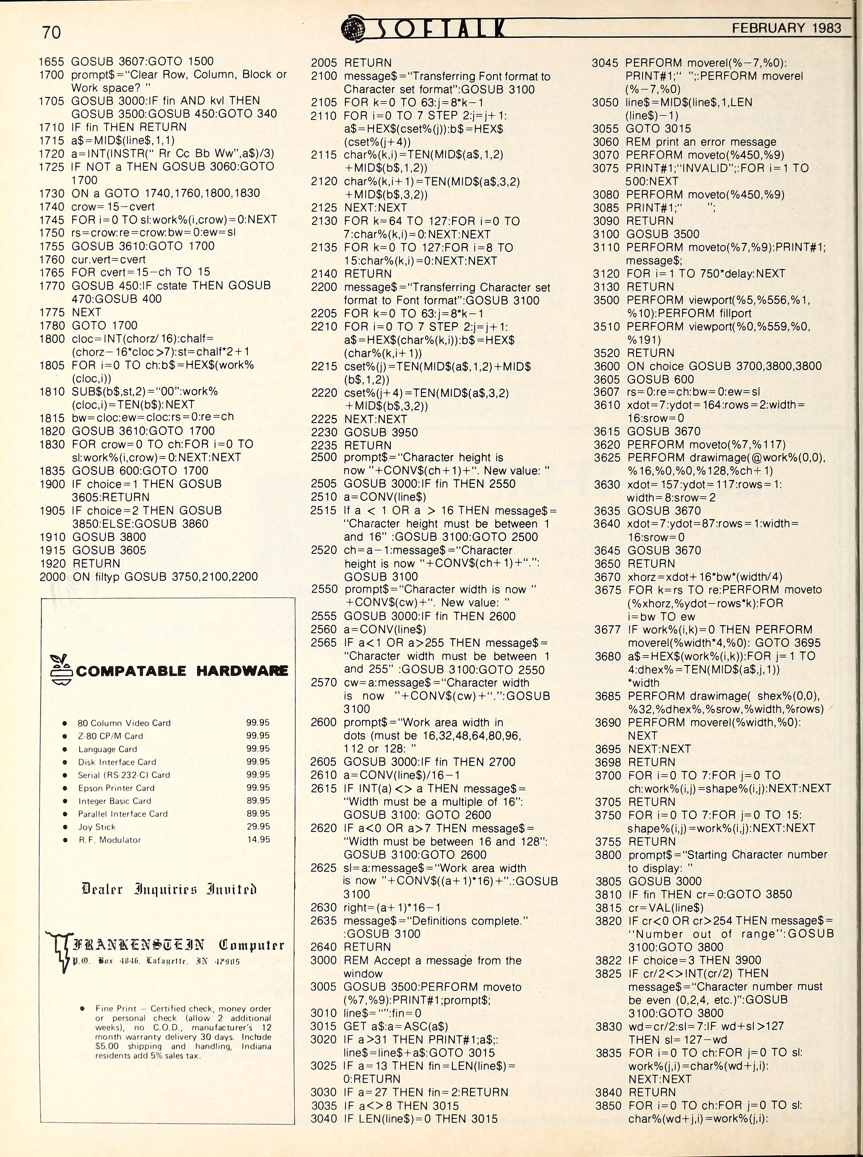 70
SOFTALK
FEBRUARY 1983
1655 GOSUB 3607:GOTO 1500
1700 prompt$="Clear Row, Column, Block or
Work space? "
1705 GOSUB 3000:IF fin AND kvl THEN
GOSUB 3500:GOSUB 450:GOTO 340
1710 IF fin THEN RETURN
1715 a$=MID$(line$,1,1)
1720 a=INT(INSTR(" Rr Cc Bb Ww",a$)/3)
1725 IF NOT a THEN GOSUB 3060:GOTO
1700
1730 ON a GOTO 1740,1760,1800,1830
1740 crow= 15-cvert
1745 FOR i=0 TO sl:work%(i,crow)=0:NEXT
1750 rs=crow:re=crow:bw=0:ew=sl
1755 GOSUB 3610:GOTO 1700
1760 cur.vert=cvert
1765 FOR cvert=15-ch TO 15
1770 GOSUB 450:IF cstate THEN GOSUB
470:GOSUB 400
1775 NEXT
1780 GOTO 1700
1800 cloc=INT(chorz/16):chalf=
(chorz-16*cloc>7):st=chalf*2+1
1805 FOR i=0 TO ch:b$=HEX$(work%
(cloc,i))
1810 SUB$(b$,st,2)="00":work%
(cloc,i)=TEN(b$):NEXT
1815 bw=cloc:ew=cloc:rs=0:re=ch
1820 GOSUB 3610:GOTO 1700
1830 FOR crow=0 TO ch:FOR i=0 TO
sl:work%(i,crow)=0:NEXT:NEXT
1835 GOSUB 600:GOTO 1700
1900 IF choice=1 THEN GOSUB
3605:RETURN
1905 IF choice=2 THEN GOSUB
3850:ELSE:GOSUB 3860
1910 GOSUB 3800
1915 GOSUB 3605
1920 RETURN
2000 ON filtyp GOSUB 3750,2100,2200
COMPATABLE HARDWARE
● 80 Column Video Card 99.95
● Z-80 CP/M Card 99.95
● Language Card 99.95
● Disk Interface Card 99.95
● Serial (RS-232-C) Card 99.95
● Epson Printer Card 99.95
● Integer Basic Card 89.95
● Parallel Interface Card 89.95
● Joy Stick 29.95
● R.F. Modulator 14.95
Dealer Inquiries Invited
FRANKENSTEIN Computer
P.O. Box 4846, Lafayette, IN 47905
● Fine Print — Certified check, money order
or personal check (allow 2 additional
weeks), no C.O.D., manufacturer's 12
month warranty delivery 30 days. Include
$5.00 shipping and handling, Indiana
residents add 5% sales tax.
2005 RETURN
2100 message$="Transferring Font format to
Character set format":GOSUB 3100
2105 FOR k=0 TO 63:j=8*k-1
2110 FOR i=0 TO 7 STEP 2:j=j+1:
a$=HEX$(cset%(j)):b$=HEX$
(cset%(j+4))
2115 char%(k,i)=TEN(MID$(a$,1,2)
+MID$(b$,1,2))
2120 char%(k,i+1)=TEN(MID$(a$,3,2)
+MID$(b$,3,2))
2125 NEXT:NEXT
2130 FOR k=64 TO 127:FOR i=0 TO
7:char%(k,i)=0:NEXT:NEXT
2135 FOR k=0 TO 127:FOR i=8 TO
15:char%(k,i)=0:NEXT:NEXT
2140 RETURN
2200 message$="Transferring Character set
format to Font format":GOSUB 3100
2205 FOR k=0 TO 63:j=8*k-1
2210 FOR i=0 TO 7 STEP 2:j=j+1:
a$=HEX$(char%(k,i)):b$=HEX$
(char%(k,i+1))
2215 cset%(j)=TEN(MID$(a$,1,2)+MID$
(b$,1,2))
2220 cset%(j+4)=TEN(MID$(a$,3,2)
+MID$(b$,3,2))
2225 NEXT:NEXT
2230 GOSUB 3950
2235 RETURN
2500 prompt$="Character height is
now "+CONV$(ch+1)+". New value: "
2505 GOSUB 3000:IF fin THEN 2550
2510 a=CONV(line$)
2515 If a < 1 OR a > 16 THEN message$=
"Character height must be between 1
and 16" :GOSUB 3100:GOTO 2500
2520 ch=a-1:message$="Character
height is now "+CONV$(ch+1)+".":
GOSUB 3100
2550 prompt$="Character width is now "
+CONV$(cw)+". New value: "
2555 GOSUB 3000:IF fin THEN 2600
2560 a=CONV(line$)
2565 IF a<1 OR a>255 THEN message$=
"Character width must be between 1
and 255" :GOSUB 3100:GOTO 2550
2570 cw=a:message$="Character width
is now "+CONV$(cw)+".":GOSUB
3100
2600 prompt$="Work area width in
dots (must be 16,32,48,64,80,96,
112 or 128: "
2605 GOSUB 3000:IF fin THEN 2700
2610 a=CONV(line$)/16-1
2615 IF INT(a) <> a THEN message$=
"Width must be a multiple of 16":
GOSUB 3100: GOTO 2600
2620 IF a<0 OR a>7 THEN message$=
"Width must be between 16 and 128":
GOSUB 3100:GOTO 2600
2625 sl=a:message$="Work area width
is now "+CONV$((a+1)*16)+".:GOSUB
3100
2630 right=(a+1)*16-1
2635 message$="Definitions complete."
:GOSUB 3100
2640 RETURN
3000 REM Accept a message from the
window
3005 GOSUB 3500:PERFORM moveto
(%7,%9):PRINT#1;prompt$;
3010 line$="":fin=0
3015 GET a$:a=ASC(a$)
3020 IF a>31 THEN PRINT#1;a$;:
line$=line$+a$:GOTO 3015
3025 IF a=13 THEN fin=LEN(line$)=
0:RETURN
3030 IF a=27 THEN fin=2:RETURN
3035 IF a<>8 THEN 3015
3040 IF LEN(line$)=0 THEN 3015
3045 PERFORM moverel(%-7,%0):
PRINT#1;" ";:PERFORM moverel
(%-7,%0)
3050 line$=MID$(line$,1,LEN
(line$)-1)
3055 GOTO 3015
3060 REM print an error message
3070 PERFORM moveto(%450,%9)
3075 PRINT#1;"INVALID";:FOR i=1 TO
500:NEXT
3080 PERFORM moveto(%450,%9)
3085 PRINT#1;"       ";
3090 RETURN
3100 GOSUB 3500
3110 PERFORM moveto(%7,%9):PRINT#1;
message$;
3120 FOR i=1 TO 750*delay:NEXT
3130 RETURN
3500 PERFORM viewport(%5,%556,%1,
%10):PERFORM fillport
3510 PERFORM viewport(%0,%559,%0,
%191)
3520 RETURN
3600 ON choice GOSUB 3700,3800,3800
3605 GOSUB 600
3607 rs=0:re=ch:bw=0:ew=sl
3610 xdot=7:ydot=164:rows=2:width=
16:srow=0
3615 GOSUB 3670
3620 PERFORM moveto(%7,%117)
3625 PERFORM drawimage(@work%(0,0),
%16,%0,%0,%128,%ch+1)
3630 xdot=157:ydot=117:rows=1:
width=8:srow=2
3635 GOSUB 3670
3640 xdot=7:ydot=87:rows=1:width=
16:srow=0
3645 GOSUB 3670
3650 RETURN
3670 xhorz=xdot+16*bw*(width/4)
3675 FOR k=rs TO re:PERFORM moveto
(%xhorz,%ydot-rows*k):FOR
i=bw TO ew
3677 IF work%(i,k)=0 THEN PERFORM
moverel(%width*4,%0): GOTO 3695
3680 a$=HEX$(work%(i,k)):FOR j=1 TO
4:dhex%=TEN(MID$(a$,j,1))
*width
3685 PERFORM drawimage( shex%(0,0),
%32,%dhex%,%srow,%width,%rows)
3690 PERFORM moverel(%width,%0):
NEXT
3695 NEXT:NEXT
3698 RETURN
3700 FOR i=0 TO 7:FOR j=0 TO
ch:work%(i,j)=shape%(i,j):NEXT:NEXT
3705 RETURN
3750 FOR i=0 TO 7:FOR j=0 TO 15:
shape%(i,j)=work%(i,j):NEXT:NEXT
3755 RETURN
3800 prompt$="Starting Character number
to display: "
3805 GOSUB 3000
3810 IF fin THEN cr=0:GOTO 3850
3815 cr=VAL(line$)
3820 IF cr<0 OR cr>254 THEN message$=
"Number out of range":GOSUB
3100:GOTO 3800
3822 IF choice=3 THEN 3900
3825 IF cr/2<>INT(cr/2) THEN
message$="Character number must
be even (0,2,4, etc.)":GOSUB
3100:GOTO 3800
3830 wd=cr/2:sl=7:IF wd+sl>127
THEN sl=127-wd
3835 FOR i=0 TO ch:FOR j=0 TO sl:
work%(j,i)=char%(wd+j,i):
NEXT:NEXT
3840 RETURN
3850 FOR i=0 TO ch:FOR j=0 TO sl:
char%(wd+j,i)=work%(j,i):